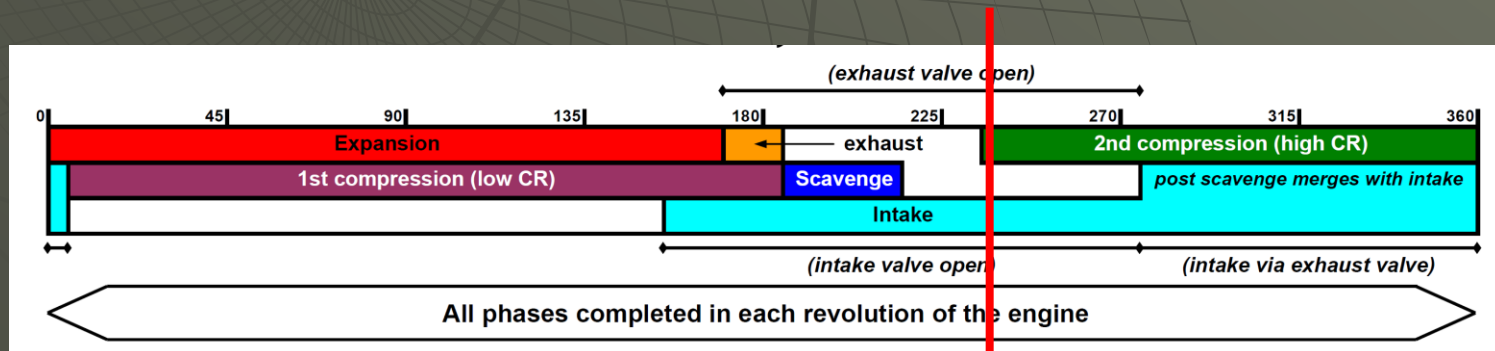 (exhaust valve open)
0 45 90 135 180 225 270 315 360
Expansion exhaust 2nd compression (high CR)
1st compression (low CR) Scavenge post scavenge merges with intake
Intake
(intake valve open) (intake via exhaust valve)
All phases completed in each revolution of the engine